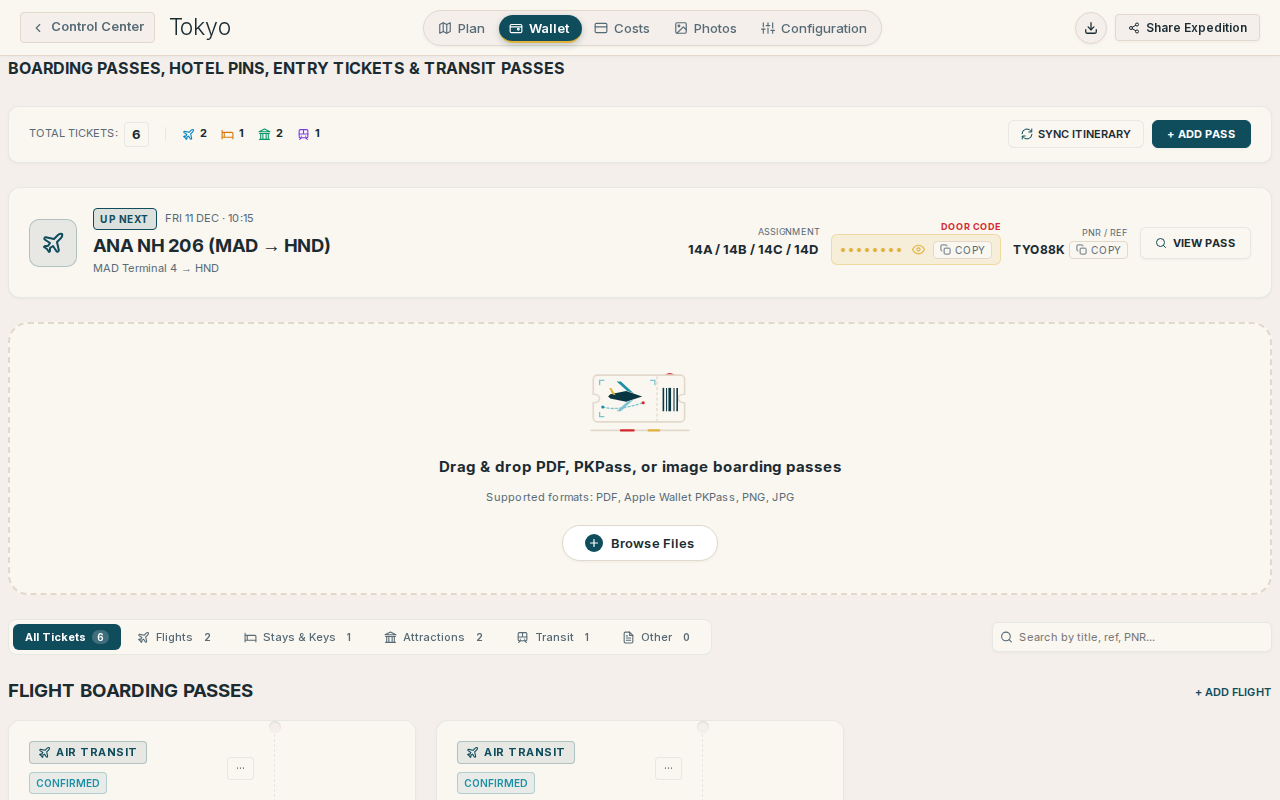 Control Center
Tokyo
Plan
Wallet
Costs
Photos
Configuration
Share Expedition
BOARDING PASSES, HOTEL PINS, ENTRY TICKETS & TRANSIT PASSES
TOTAL TICKETS: 6
2
1
2
1
SYNC ITINERARY
+ ADD PASS
UP NEXT FRI 11 DEC · 10:15
ANA NH 206 (MAD → HND)
MAD Terminal 4 → HND
ASSIGNMENT
14A / 14B / 14C / 14D
DOOR CODE
•••••••• COPY
PNR / REF
TYO88K COPY
VIEW PASS
Drag & drop PDF, PKPass, or image boarding passes
Supported formats: PDF, Apple Wallet PKPass, PNG, JPG
Browse Files
All Tickets 6
Flights 2
Stays & Keys 1
Attractions 2
Transit 1
Other 0
Search by title, ref, PNR...
FLIGHT BOARDING PASSES
+ ADD FLIGHT
AIR TRANSIT
...
CONFIRMED
AIR TRANSIT
...
CONFIRMED